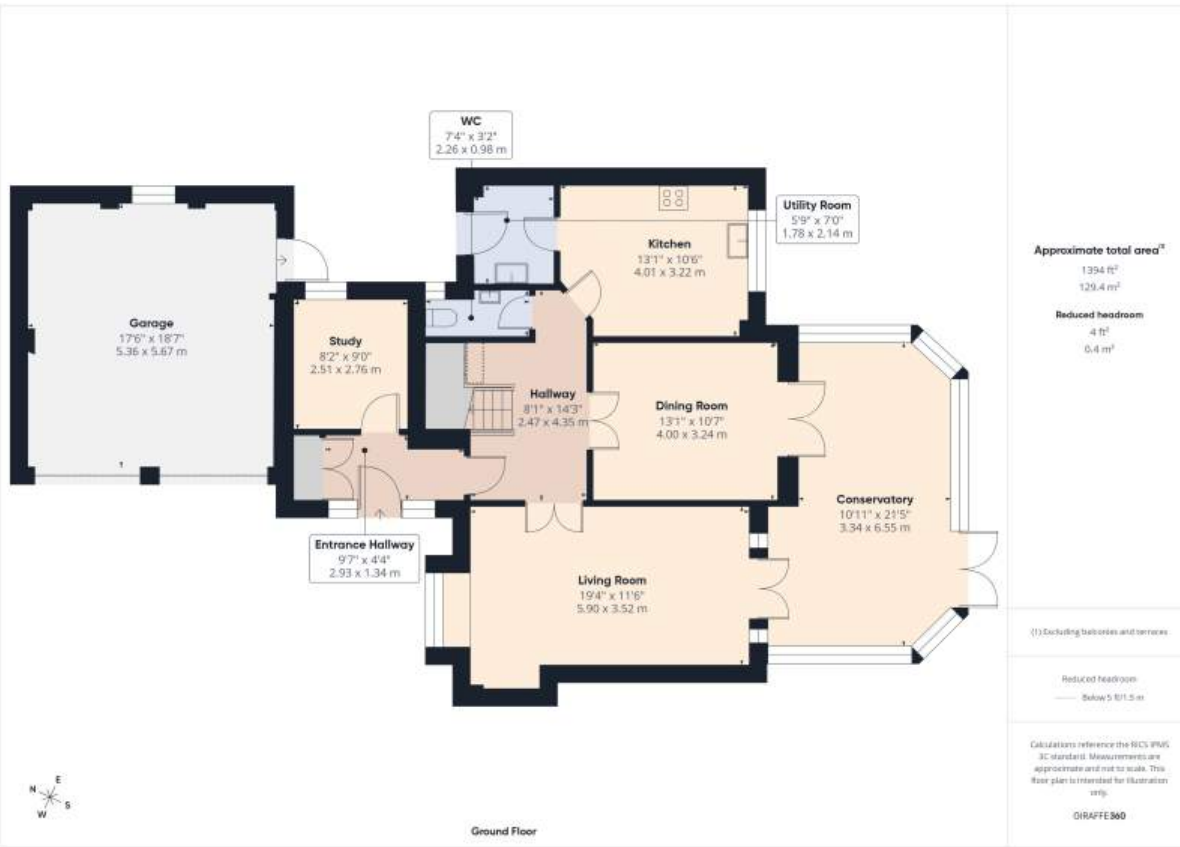 WC
7'4" x 3'2"
2.26 x 0.98 m
Utility Room
5'9" x 7'0"
1.78 x 2.14 m
Kitchen
13'1" x 10'6"
4.01 x 3.22 m
Garage
17'6" x 18'7"
5.36 x 5.67 m
Study
8'2" x 9'0"
2.51 x 2.76 m
Hallway
8'1" x 14'3"
2.47 x 4.35 m
Dining Room
13'1" x 10'7"
4.00 x 3.24 m
Conservatory
10'11" x 21'5"
3.34 x 6.55 m
Entrance Hallway
9'7" x 4'4"
2.93 x 1.34 m
Living Room
19'4" x 11'6"
5.90 x 3.52 m
N
E
S
W
Ground Floor
Approximate total area
1394 ft²
129.4 m²
Reduced headroom
4 ft²
0.4 m²
(1) Excluding balconies and terraces
Reduced headroom
Below 5 ft/1.5 m
Calculations reference the RICS IPMS
3C standard. Measurements are
approximate and not to scale. This
floor plan is intended for illustration
only.
GIRAFFE360